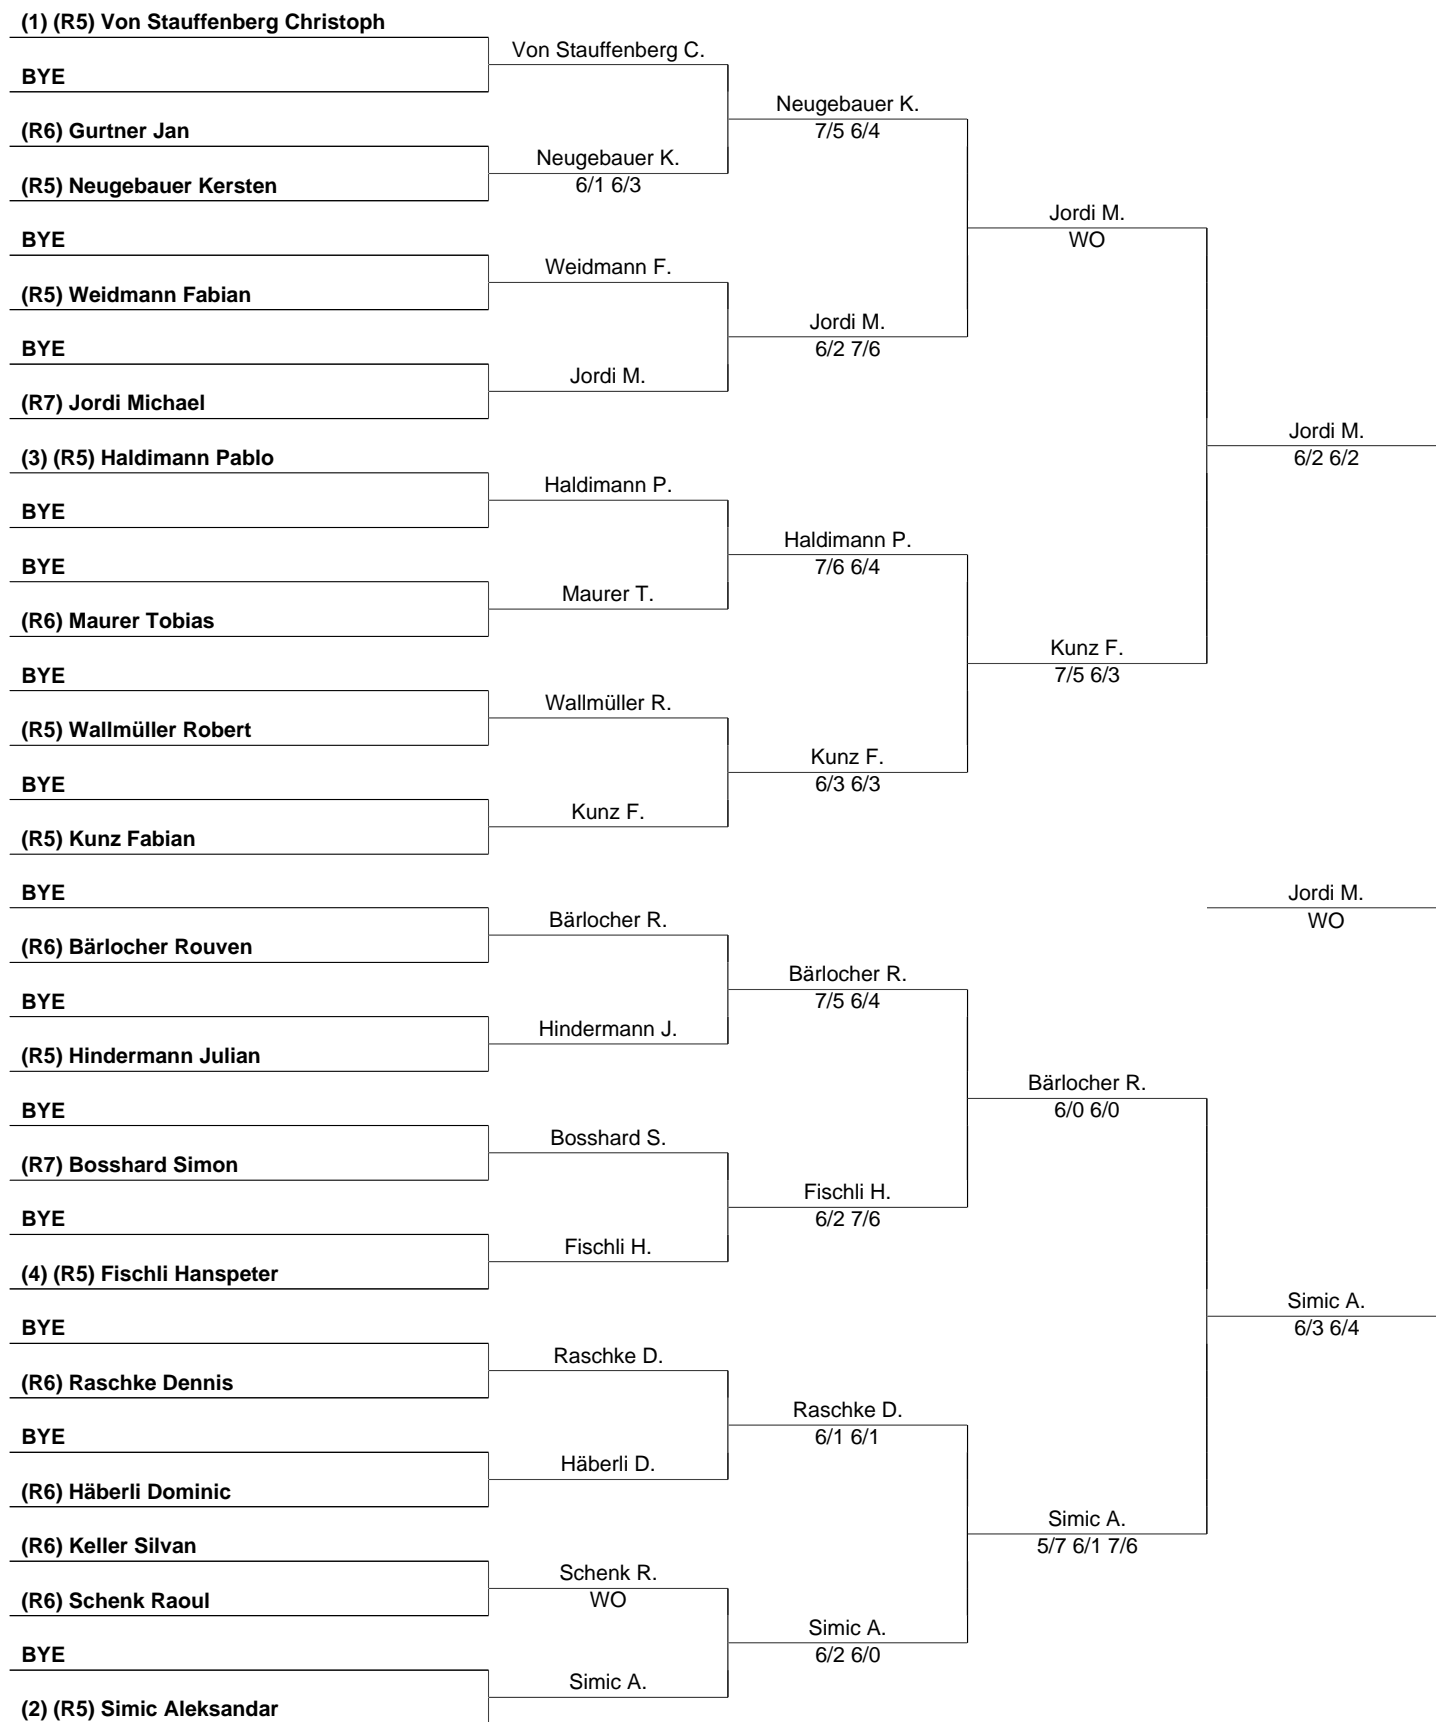 (1) (R5) Von Stauffenberg Christoph
BYE
(R6) Gurtner Jan
(R5) Neugebauer Kersten
BYE
(R5) Weidmann Fabian
BYE
(R7) Jordi Michael
(3) (R5) Haldimann Pablo
BYE
BYE
(R6) Maurer Tobias
BYE
(R5) Wallmüller Robert
BYE
(R5) Kunz Fabian
BYE
(R6) Bärlocher Rouven
BYE
(R5) Hindermann Julian
BYE
(R7) Bosshard Simon
BYE
(4) (R5) Fischli Hanspeter
BYE
(R6) Raschke Dennis
BYE
(R6) Häberli Dominic
(R6) Keller Silvan
(R6) Schenk Raoul
BYE
(2) (R5) Simic Aleksandar
Von Stauffenberg C.
Neugebauer K.
6/1 6/3
Weidmann F.
Jordi M.
Haldimann P.
Maurer T.
Wallmüller R.
Kunz F.
Bärlocher R.
Hindermann J.
Bosshard S.
Fischli H.
Raschke D.
Häberli D.
Schenk R.
WO
Simic A.
Neugebauer K.
7/5 6/4
Jordi M.
6/2 7/6
Haldimann P.
7/6 6/4
Kunz F.
6/3 6/3
Bärlocher R.
7/5 6/4
Fischli H.
6/2 7/6
Raschke D.
6/1 6/1
Simic A.
6/2 6/0
Jordi M.
WO
Kunz F.
7/5 6/3
Bärlocher R.
6/0 6/0
Simic A.
5/7 6/1 7/6
Jordi M.
6/2 6/2
Jordi M.
WO
Simic A.
6/3 6/4